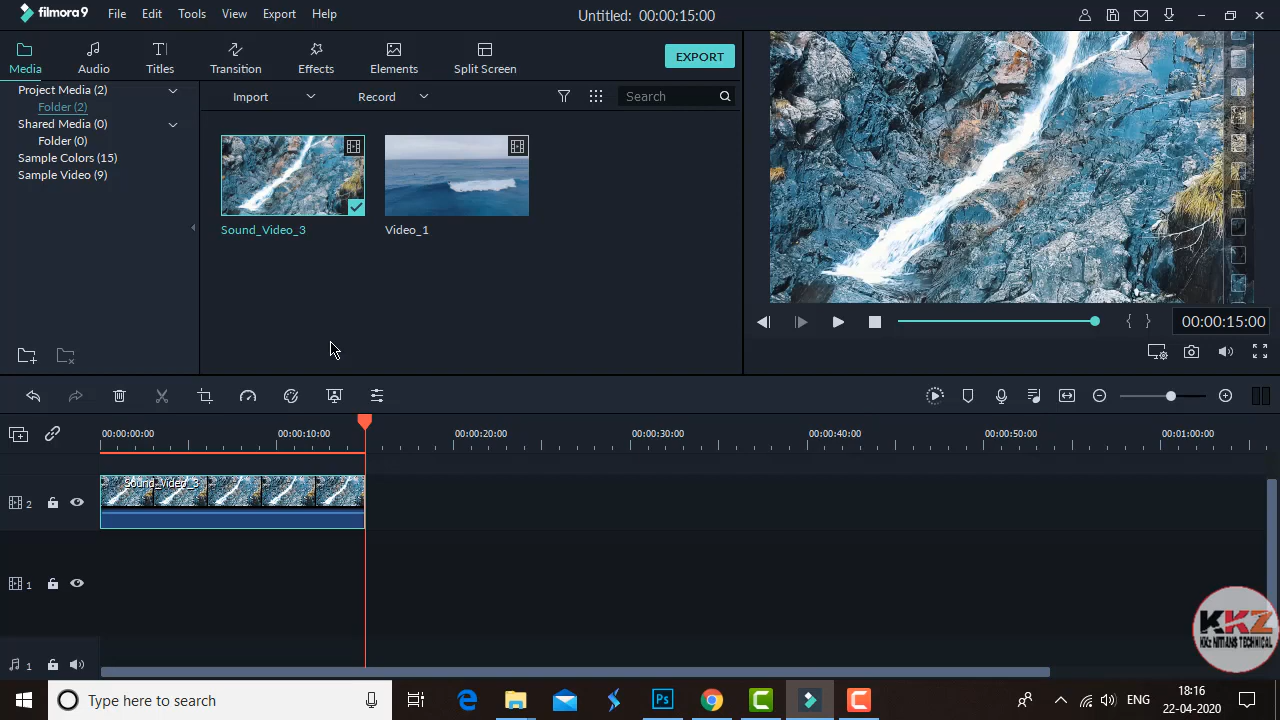 filmora9
File Edit Tools View Export Help
Untitled: 00:00:15:00
Media Audio Titles Transition Effects Elements Split Screen
EXPORT
Project Media (2)
Folder (2)
Shared Media (0)
Folder (0)
Sample Colors (15)
Sample Video (9)
Import Record Search
Sound_Video_3 Video_1
00:00:15:00
00:00:00:00 00:00:10:00 00:00:20:00 00:00:30:00 00:00:40:00 00:00:50:00 00:01:00:00
Sound_Video_3
2
1
1
KKZ
KKZ NITIANS TECHNICAL
Type here to search
Ps
ENG
18:16
22-04-2020